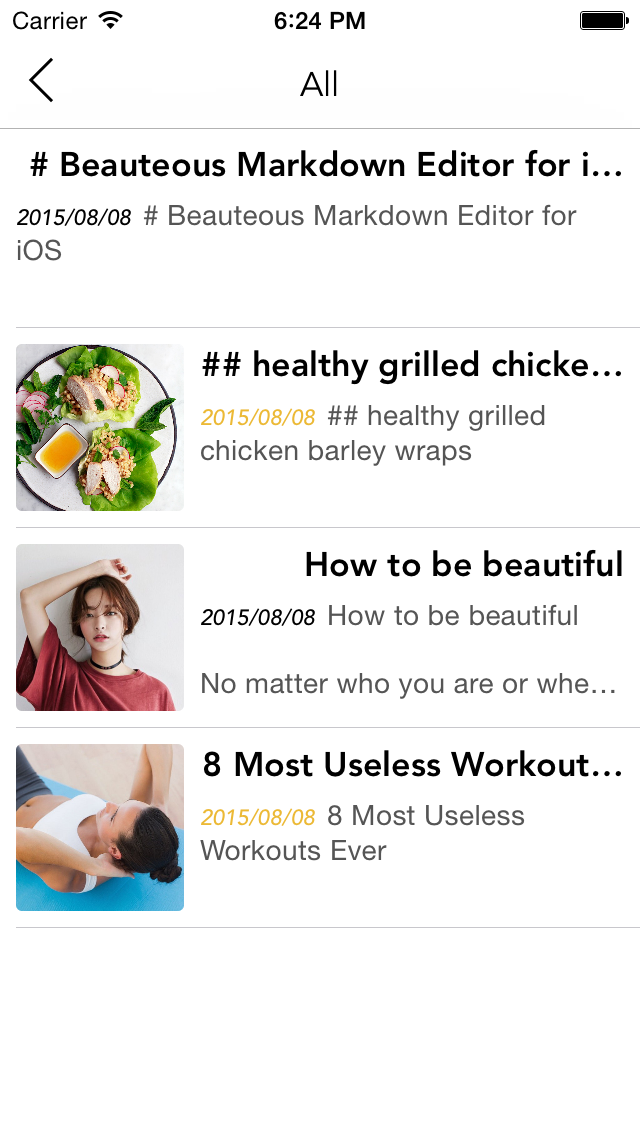 Carrier 6:24 PM
All
# Beauteous Markdown Editor for i...
2015/08/08 # Beauteous Markdown Editor for
iOS
## healthy grilled chicke...
2015/08/08 ## healthy grilled
chicken barley wraps
How to be beautiful
2015/08/08 How to be beautiful
No matter who you are or whe...
8 Most Useless Workout...
2015/08/08 8 Most Useless
Workouts Ever